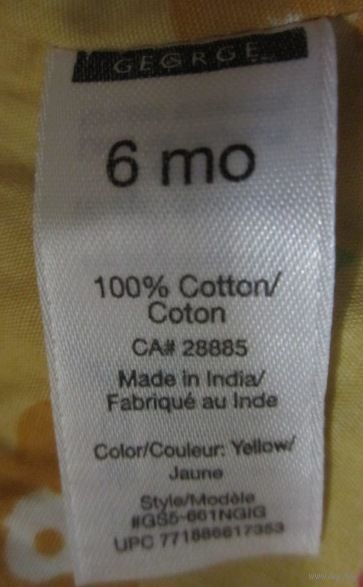 GEORGE
6 mo
100% Cotton/
Coton
CA# 28885
Made in India/
Fabriqué au Inde
Color/Couleur: Yellow/
Jaune
Style/Modèle
#GS5-661NGIG
UPC 771886617353